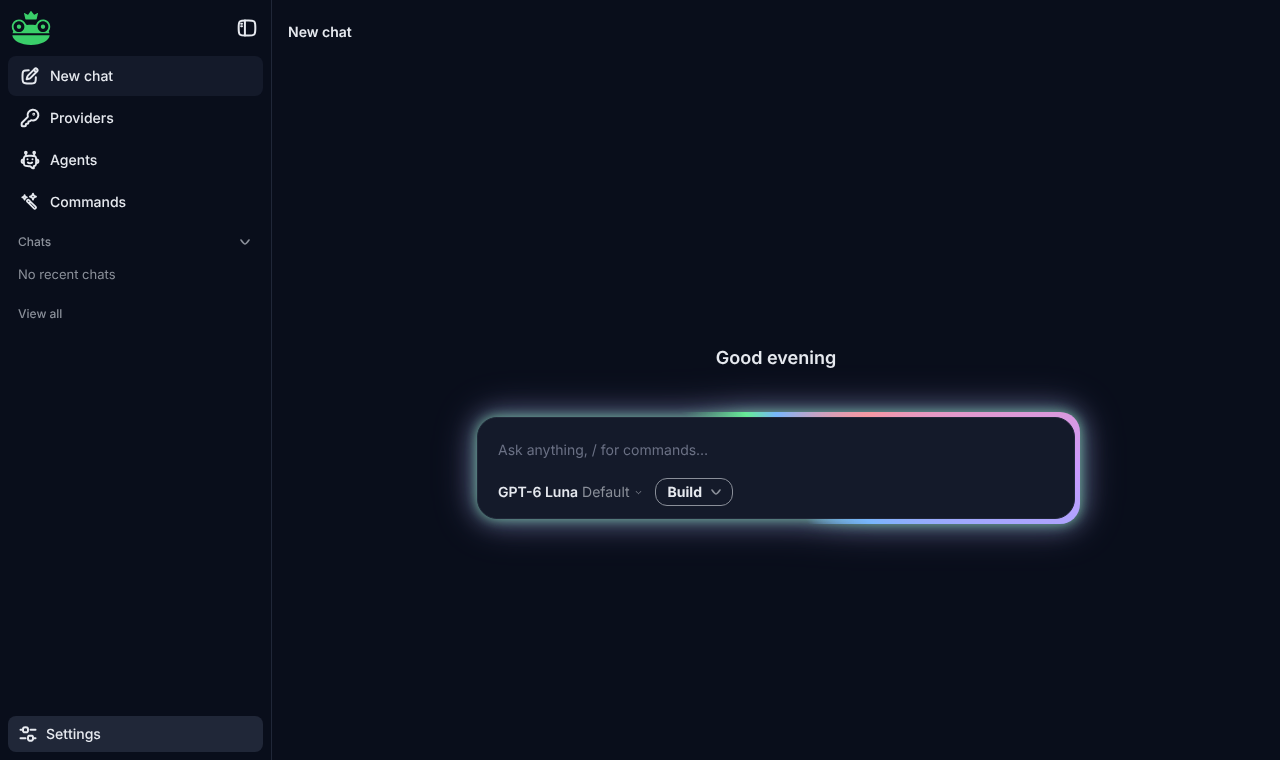 New chat
New chat
Providers
Agents
Commands
Chats
No recent chats
View all
Good evening
Ask anything, / for commands...
GPT-6 Luna Default
Build
Settings